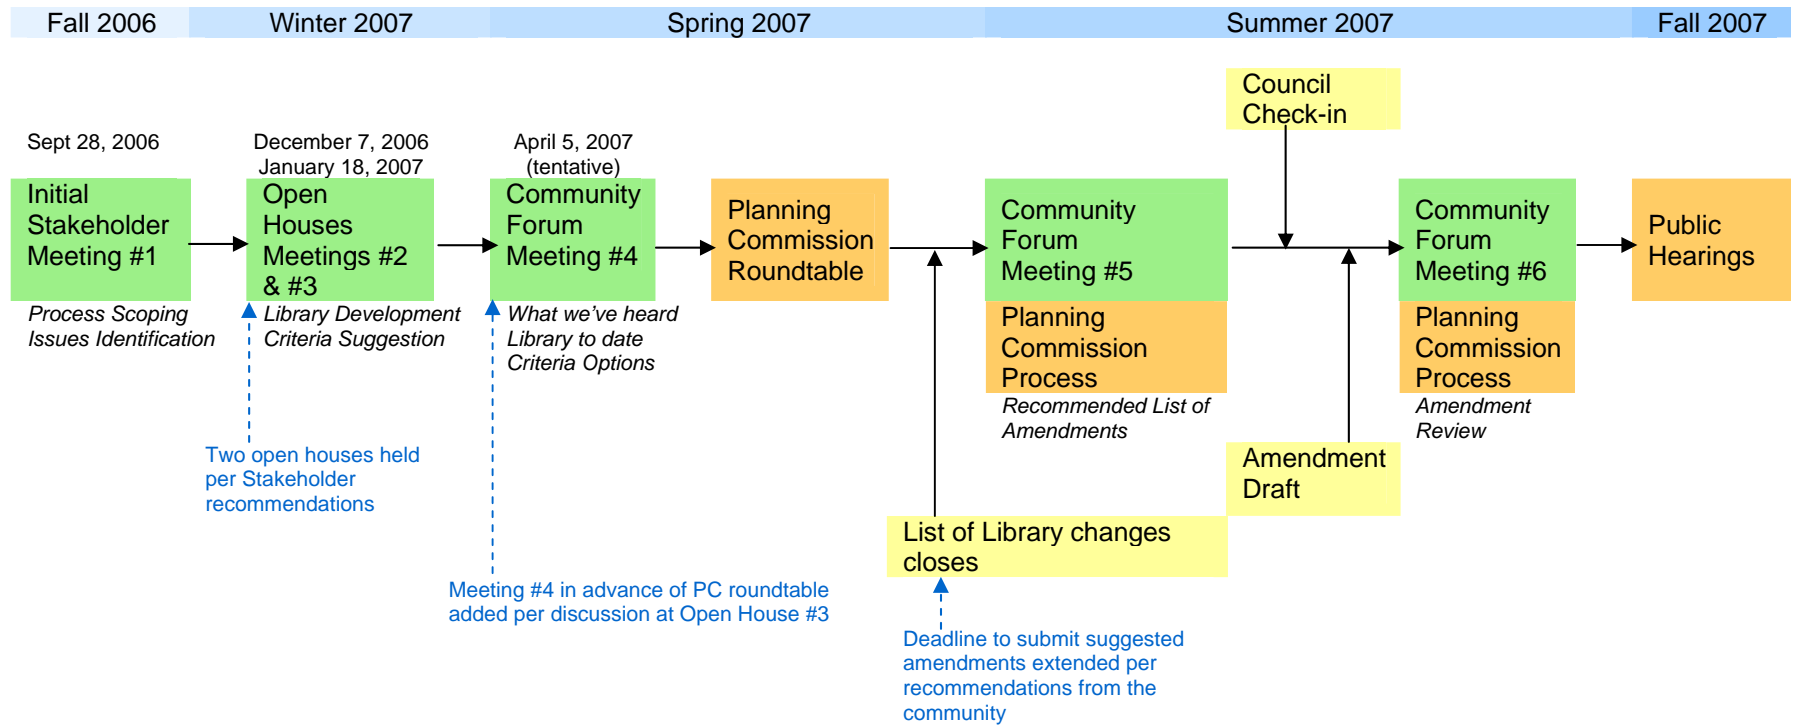 Fall 2006
Winter 2007
Spring 2007
Summer 2007
Fall 2007
Council
Check-in
Sept 28, 2006
December 7, 2006
January 18, 2007
April 5, 2007
(tentative)
Initial
Stakeholder
Meeting #1
Open
Houses
Meetings #2
& #3
Community
Forum
Meeting #4
Planning
Commission
Roundtable
Community
Forum
Meeting #5
Community
Forum
Meeting #6
Public
Hearings
Process Scoping
Issues Identification
Library Development
Criteria Suggestion
What we've heard
Library to date
Criteria Options
Planning
Commission
Process
Recommended List of
Amendments
Planning
Commission
Process
Amendment
Review
Two open houses held
per Stakeholder
recommendations
Amendment
Draft
List of Library changes
closes
Meeting #4 in advance of PC roundtable
added per discussion at Open House #3
Deadline to submit suggested
amendments extended per
recommendations from the
community